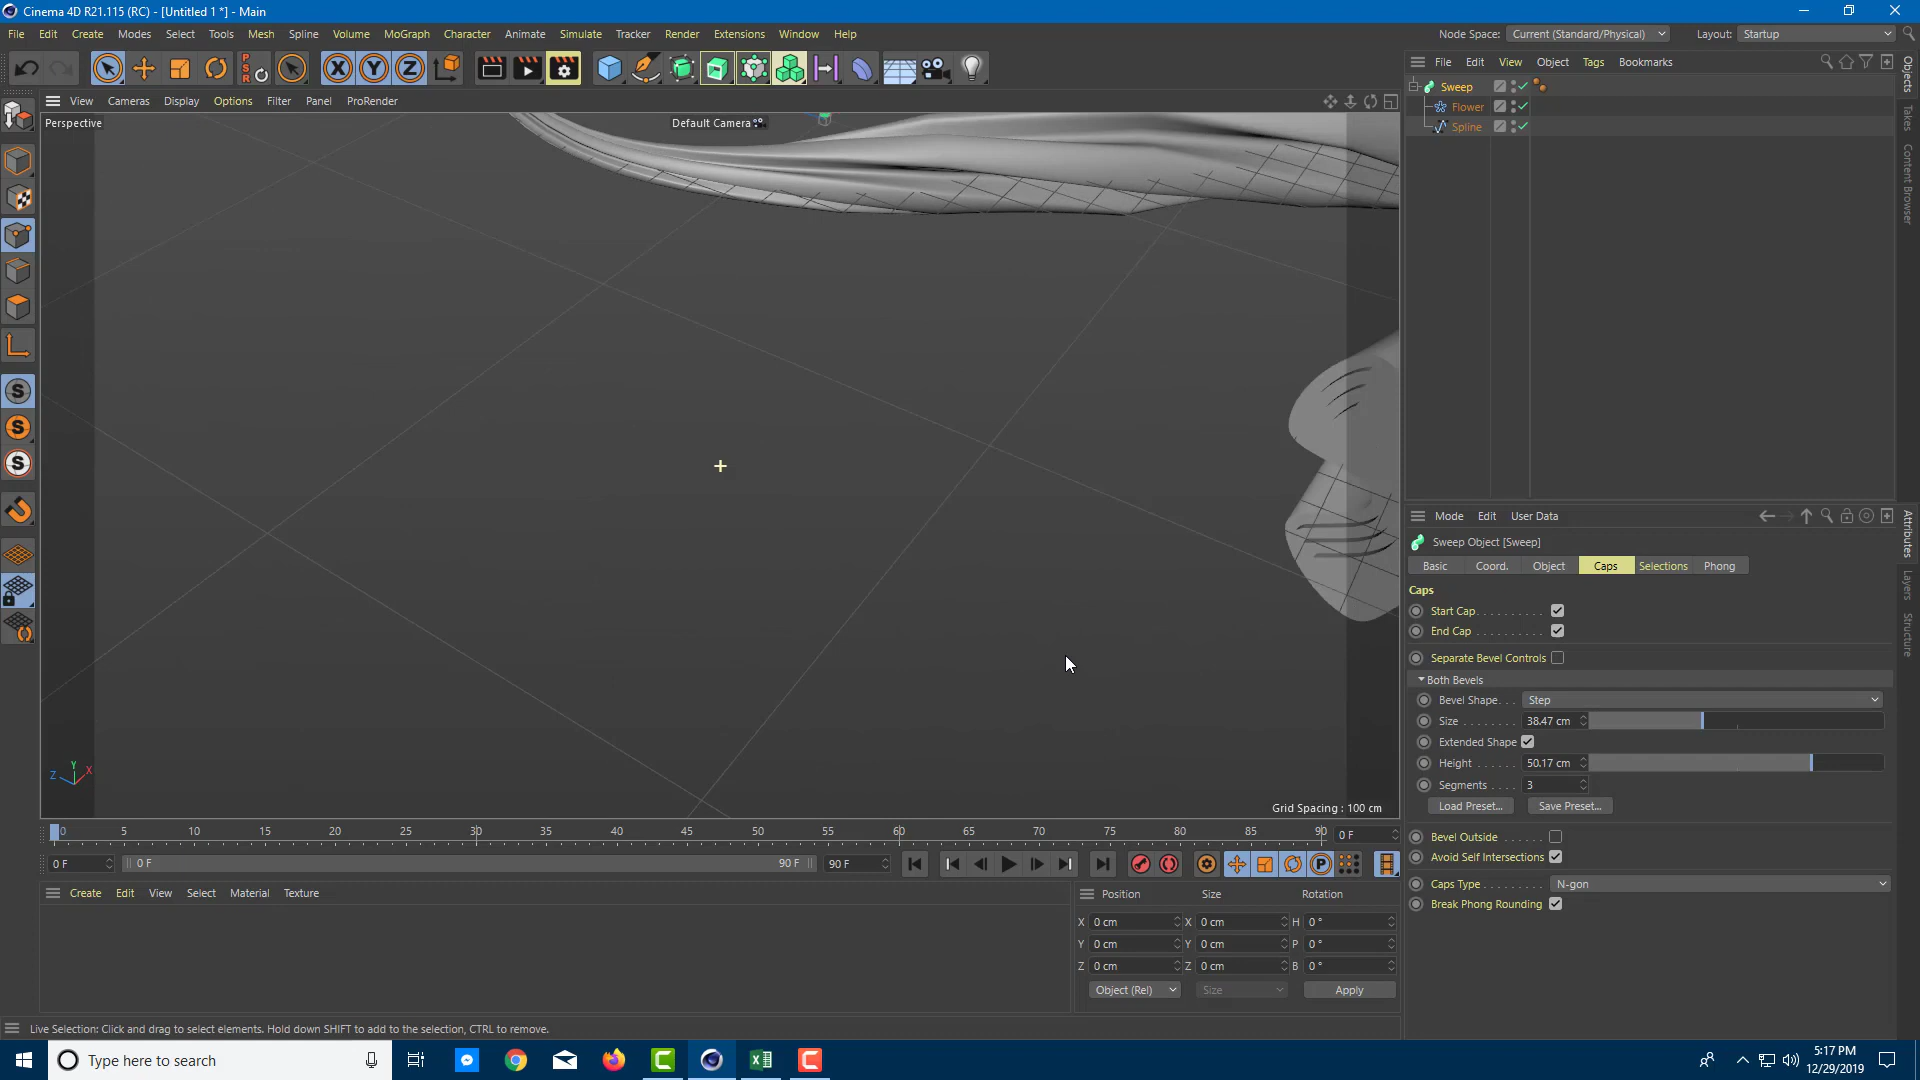 Cinema 4D R21.115 (RC) - [Untitled 1 *] - Main
File Edit Create Modes Select Tools Mesh Spline Volume MoGraph Character Animate Simulate Tracker Render Extensions Window Help
Node Space: Current (Standard/Physical) Layout: Startup
View Cameras Display Options Filter Panel ProRender
Perspective
Default Camera
Grid Spacing : 100 cm
File Edit View Object Tags Bookmarks
Sweep
Flower
Spline
Objects
Takes
Content Browser
Mode Edit User Data
Sweep Object [Sweep]
Basic Coord. Object Caps Selections Phong
Caps
Start Cap
End Cap
Separate Bevel Controls
Both Bevels
Bevel Shape Step
Size 38.47 cm
Extended Shape
Height 50.17 cm
Segments 3
Load Preset... Save Preset...
Bevel Outside
Avoid Self Intersections
Caps Type N-gon
Break Phong Rounding
Attributes
Layers
Structure
0 5 10 15 20 25 30 35 40 45 50 55 60 65 70 75 80 85 90 0 F
0 F 0 F 90 F 90 F
Create Edit View Select Material Texture
Position Size Rotation
X 0 cm X 0 cm H 0 °
Y 0 cm Y 0 cm P 0 °
Z 0 cm Z 0 cm B 0 °
Object (Rel) Size Apply
Live Selection: Click and drag to select elements. Hold down SHIFT to add to the selection, CTRL to remove.
Type here to search
5:17 PM
12/29/2019
X Y Z
P S R
Y X Z
S
S
S
P